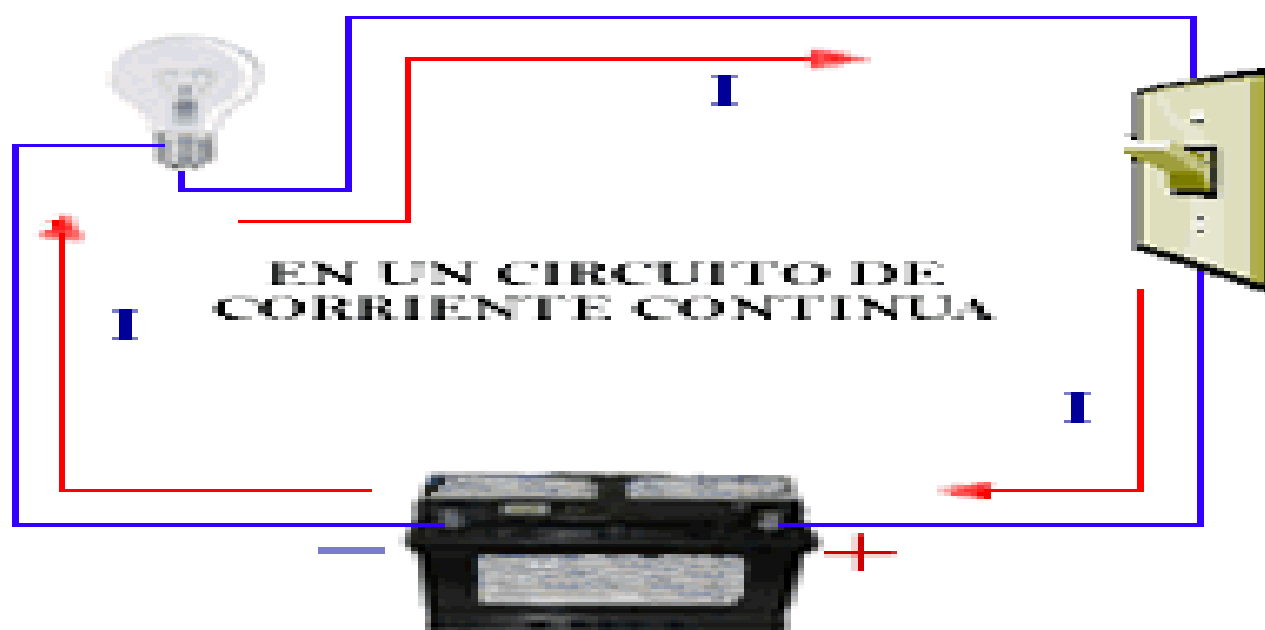 I
EN UN CIRCUITO DE
CORRIENTE CONTINUA
I
I
− +